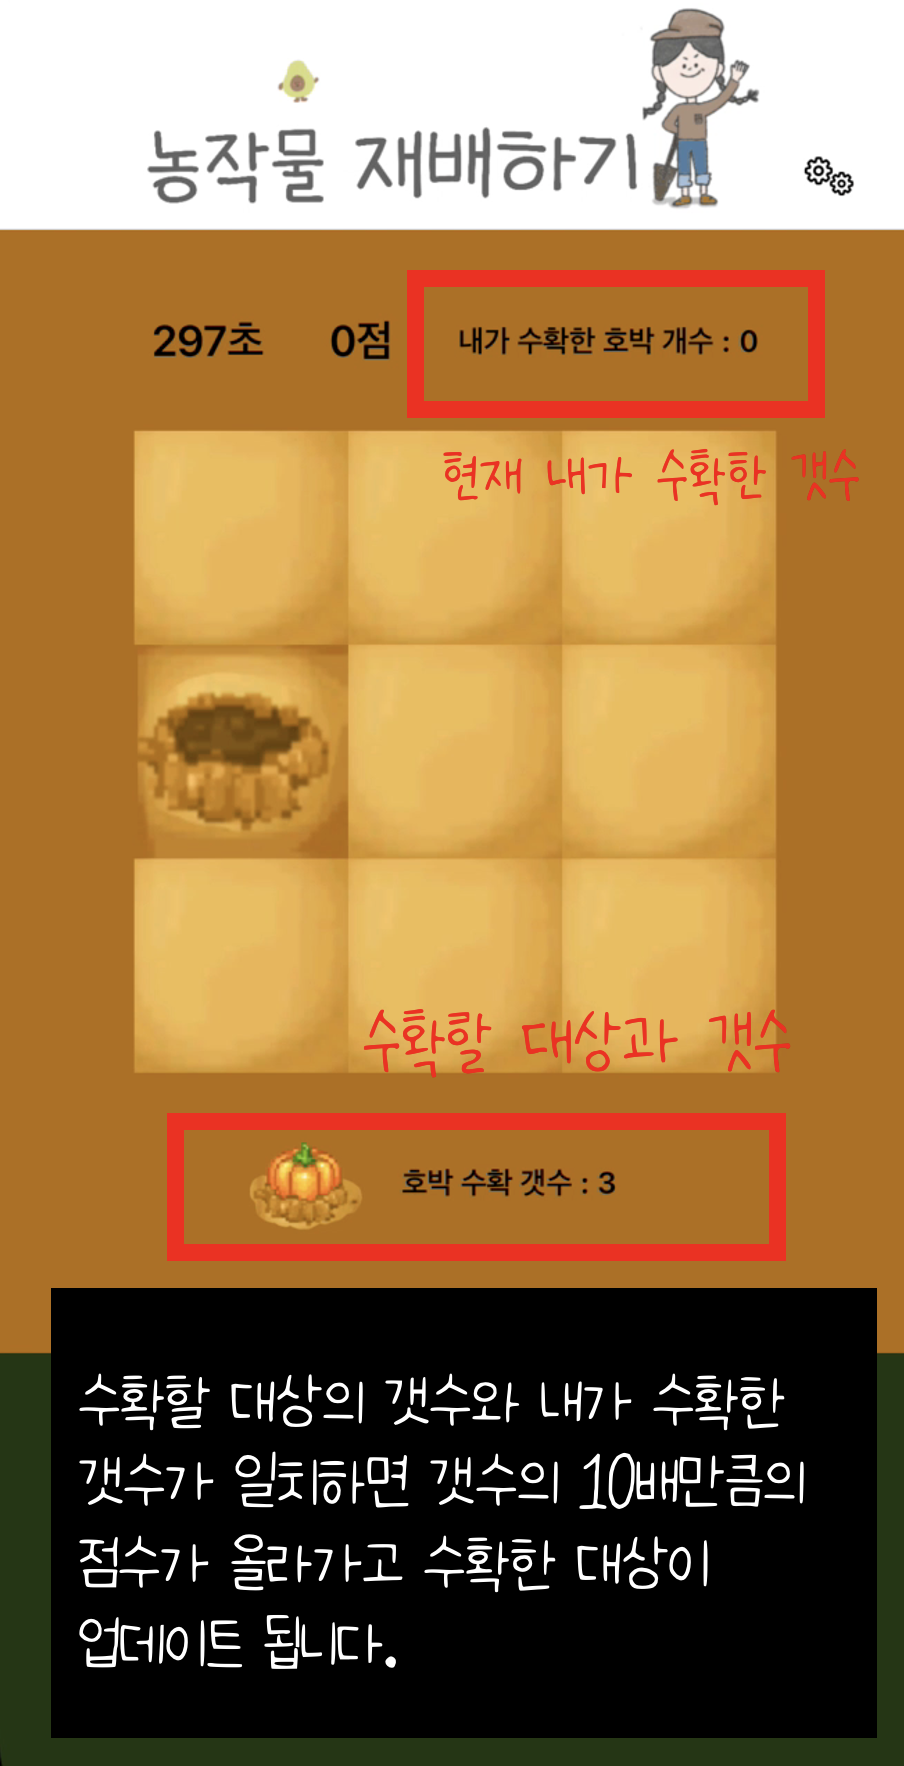 농작물 재배하기
297초 0점 내가 수확한 호박 개수 : 0
현재 내가 수확한 갯수
수확할 대상과 갯수
호박 수확 갯수 : 3
수확할 대상의 갯수와 내가 수확한
갯수가 일치하면 갯수의 10배만큼의
점수가 올라가고 수확한 대상이
업데이트 됩니다.